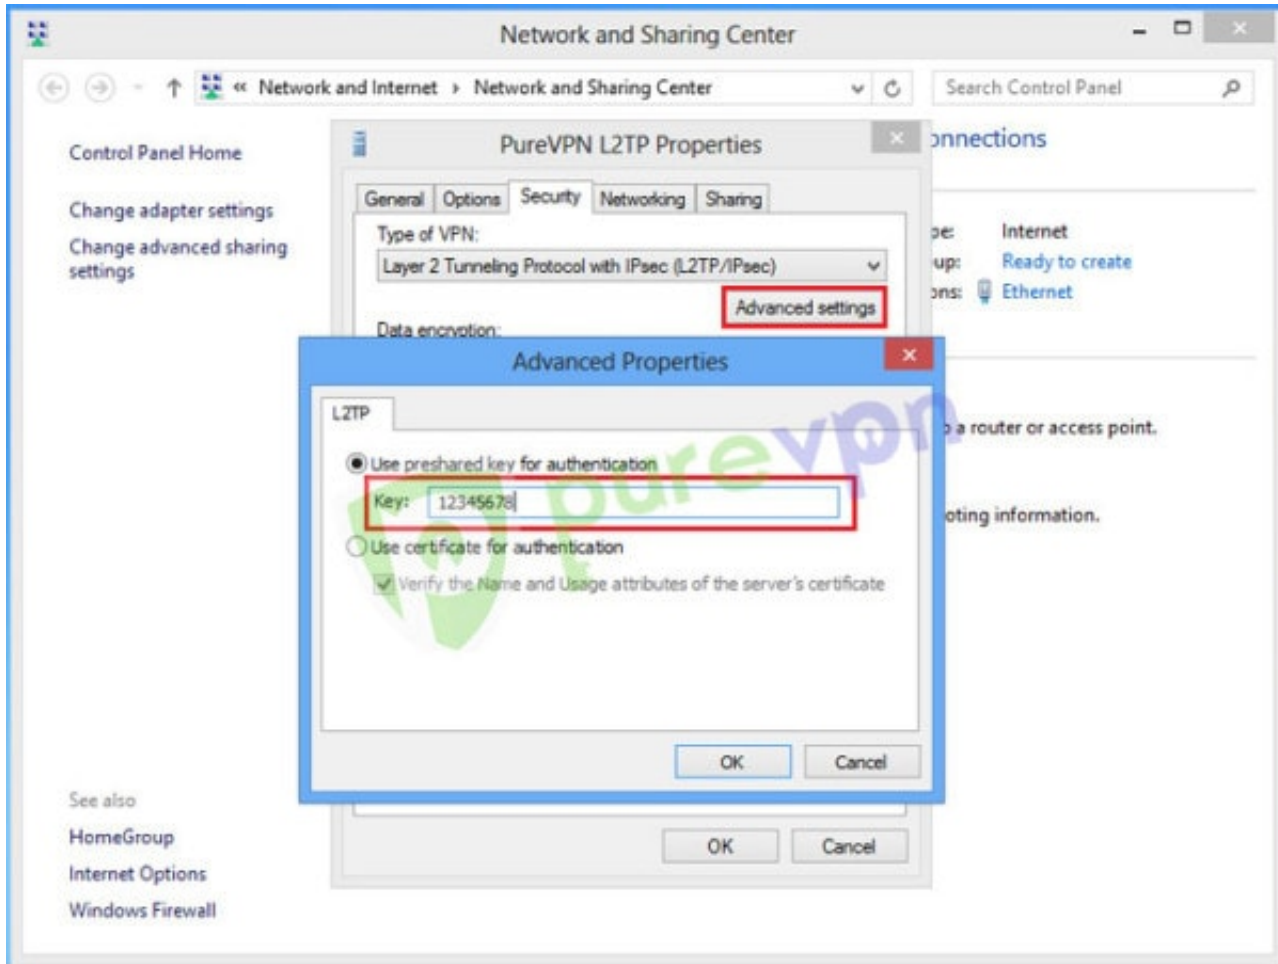 Network and Sharing Center
« Network and Internet › Network and Sharing Center
Search Control Panel
Control Panel Home
Change adapter settings
Change advanced sharing
settings
See also
HomeGroup
Internet Options
Windows Firewall
PureVPN L2TP Properties
General Options Security Networking Sharing
Type of VPN:
Layer 2 Tunneling Protocol with IPsec (L2TP/IPsec)
Advanced settings
Data encryption:
Advanced Properties
L2TP
Use preshared key for authentication
Key: 12345678
Use certificate for authentication
Verify the Name and Usage attributes of the server's certificate
OK Cancel
OK Cancel
onnections
pe: Internet
up: Ready to create
ons: Ethernet
o a router or access point.
oting information.
purevpn